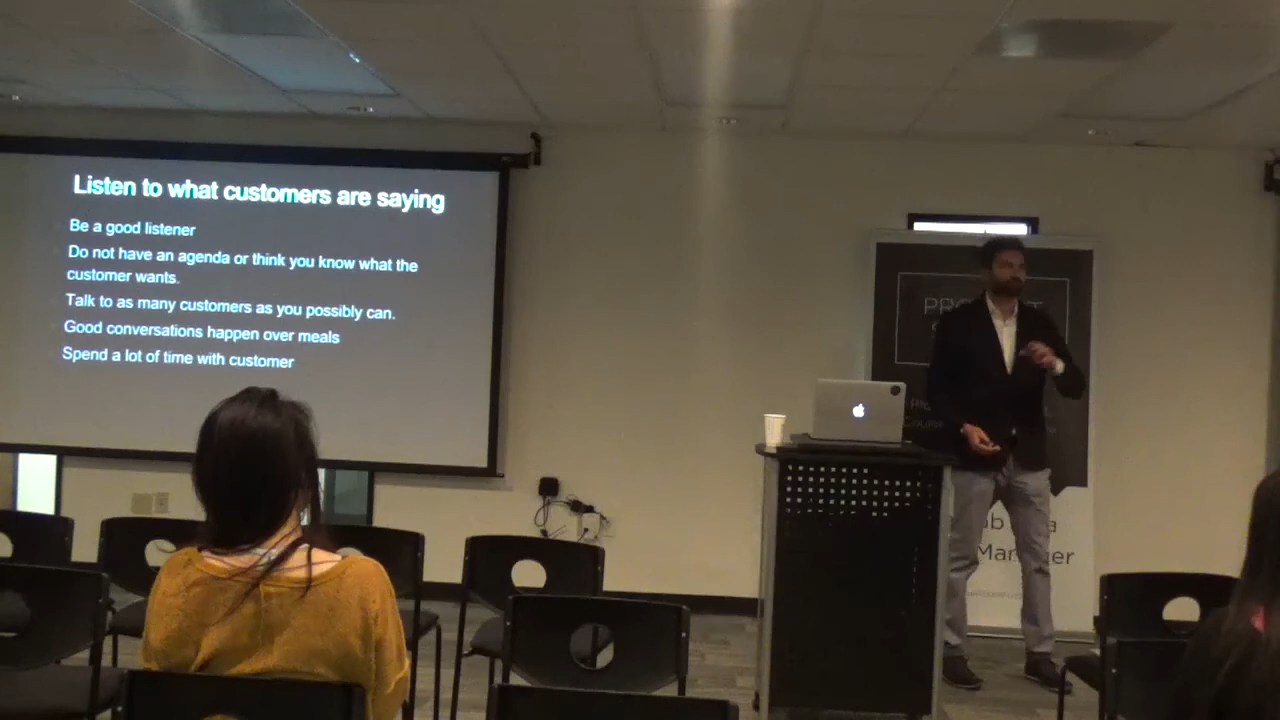 Listen to what customers are saying
Be a good listener
Do not have an agenda or think you know what the
customer wants.
Talk to as many customers as you possibly can.
Good conversations happen over meals
Spend a lot of time with customer